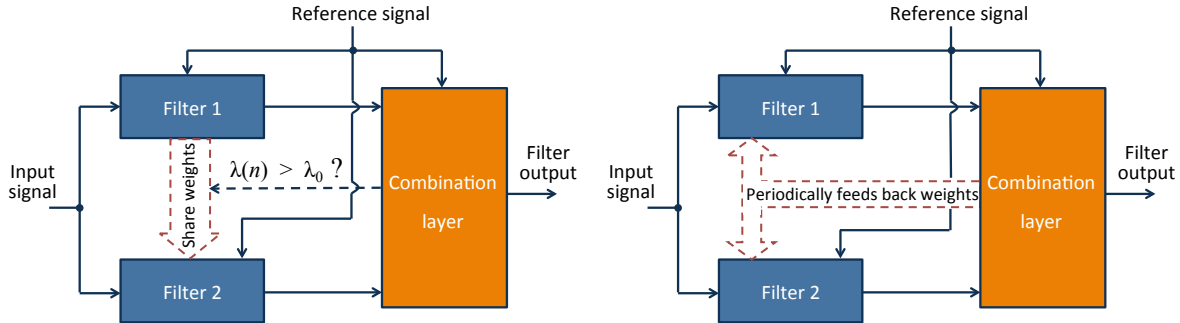 Reference signal
Filter 1
Input
signal
Share weights
λ(n) > λ₀ ?
Combination
layer
Filter
output
Filter 2
Reference signal
Filter 1
Input
signal
Periodically feeds back weights
Combination
layer
Filter
output
Filter 2